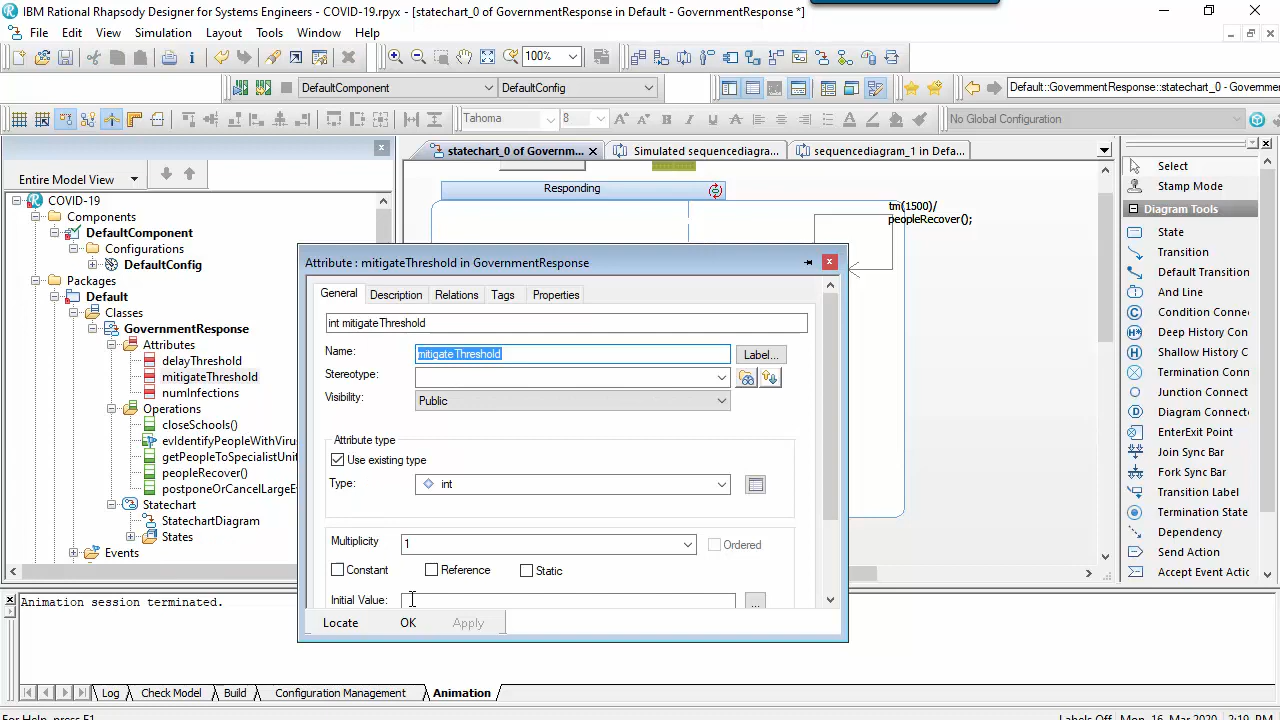 IBM Rational Rhapsody Designer for Systems Engineers - COVID-19.rpyx - [statechart_0 of GovernmentResponse in Default - GovernmentResponse *]
File Edit View Simulation Layout Tools Window Help
100%
DefaultComponent DefaultConfig Default::GovernmentResponse::statechart_0 - Governme
Tahoma 8 No Global Configuration
statechart_0 of Governm... Simulated sequencediagra... sequencediagram_1 in Defa...
Entire Model View
COVID-19
Components
DefaultComponent
Configurations
DefaultConfig
Packages
Default
Classes
GovernmentResponse
Attributes
delayThreshold
mitigateThreshold
numInfections
Operations
closeSchools()
evIdentifyPeopleWithViru
getPeopleToSpecialistUnit
peopleRecover()
postponeOrCancelLargeE
Statechart
StatechartDiagram
States
Events
Responding
tm(1500)/
peopleRecover();
Attribute : mitigateThreshold in GovernmentResponse
General Description Relations Tags Properties
int mitigateThreshold
Name: mitigateThreshold Label...
Stereotype:
Visibility: Public
Attribute type
Use existing type
Type: int
Multiplicity 1 Ordered
Constant Reference Static
Initial Value: ...
Locate OK Apply
Select
Stamp Mode
Diagram Tools
State
Transition
Default Transition
And Line
Condition Conne
Deep History Con
Shallow History C
Termination Conn
Junction Connect
Diagram Connect
EnterExit Point
Join Sync Bar
Fork Sync Bar
Transition Label
Termination State
Dependency
Send Action
Accept Event Actio
Animation session terminated.
Log Check Model Build Configuration Management Animation
For Help, press F1 Labels Off Mon, 16, Mar 2020 2:19 PM